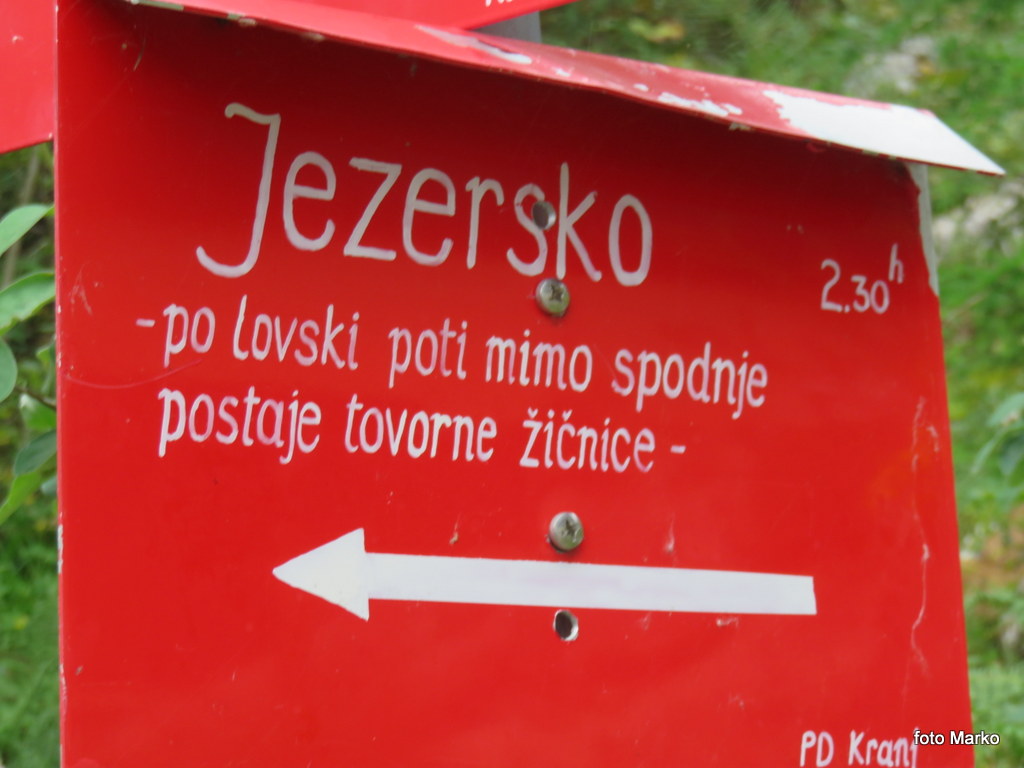 Jezersko
2.30h
-po lovski poti mimo spodnje
postaje tovorne žičnice -
PD Kranj
foto Marko